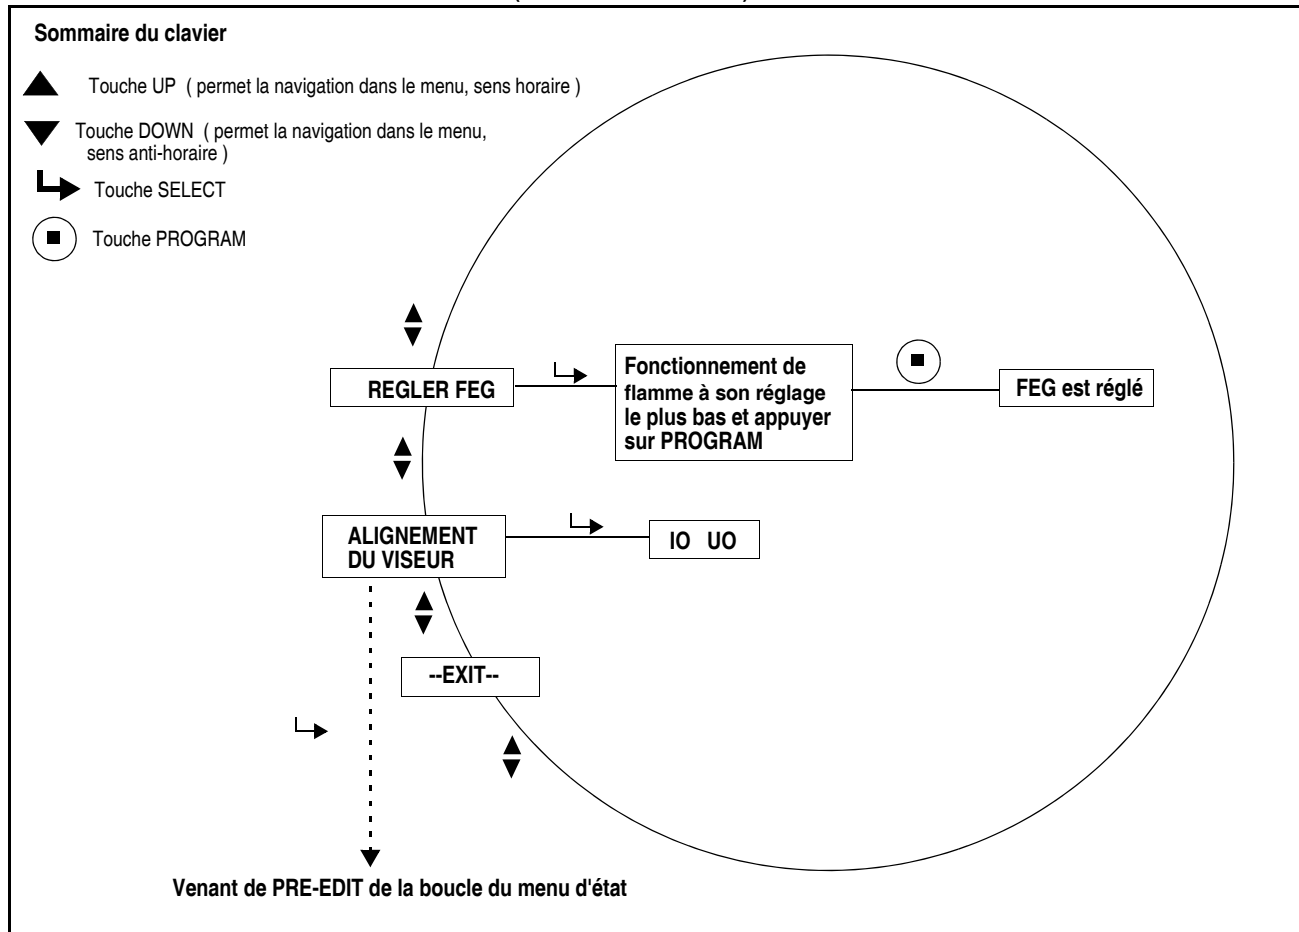 Sommaire du clavier
Touche UP ( permet la navigation dans le menu, sens horaire )
Touche DOWN ( permet la navigation dans le menu,
sens anti-horaire )
Touche SELECT
Touche PROGRAM
REGLER FEG
Fonctionnement de
flamme à son réglage
le plus bas et appuyer
sur PROGRAM
FEG est réglé
ALIGNEMENT
DU VISEUR
IO UO
--EXIT--
Venant de PRE-EDIT de la boucle du menu d'état